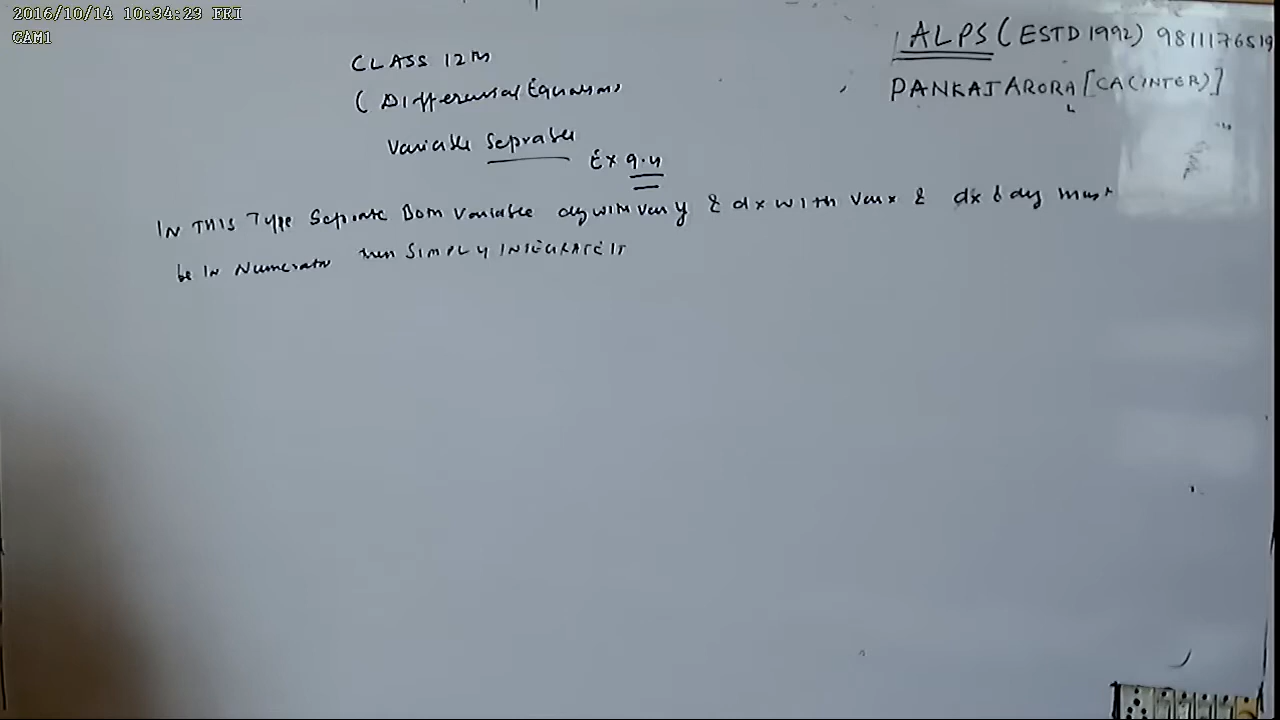 2016/10/14 10:34:23 FRI
CAM1
ALPS (ESTD 1992) 9811176519
PANKAJ ARORA [CA(INTER)]
CLASS 12th
( Differential Equations
Variable Seprable
Ex 9.4
IN THIS Type Seprate Both Variable dy with var y & dx WITH Var x & dx & dy must
be IN Numerator then SIMPLY INTEGRATE IT